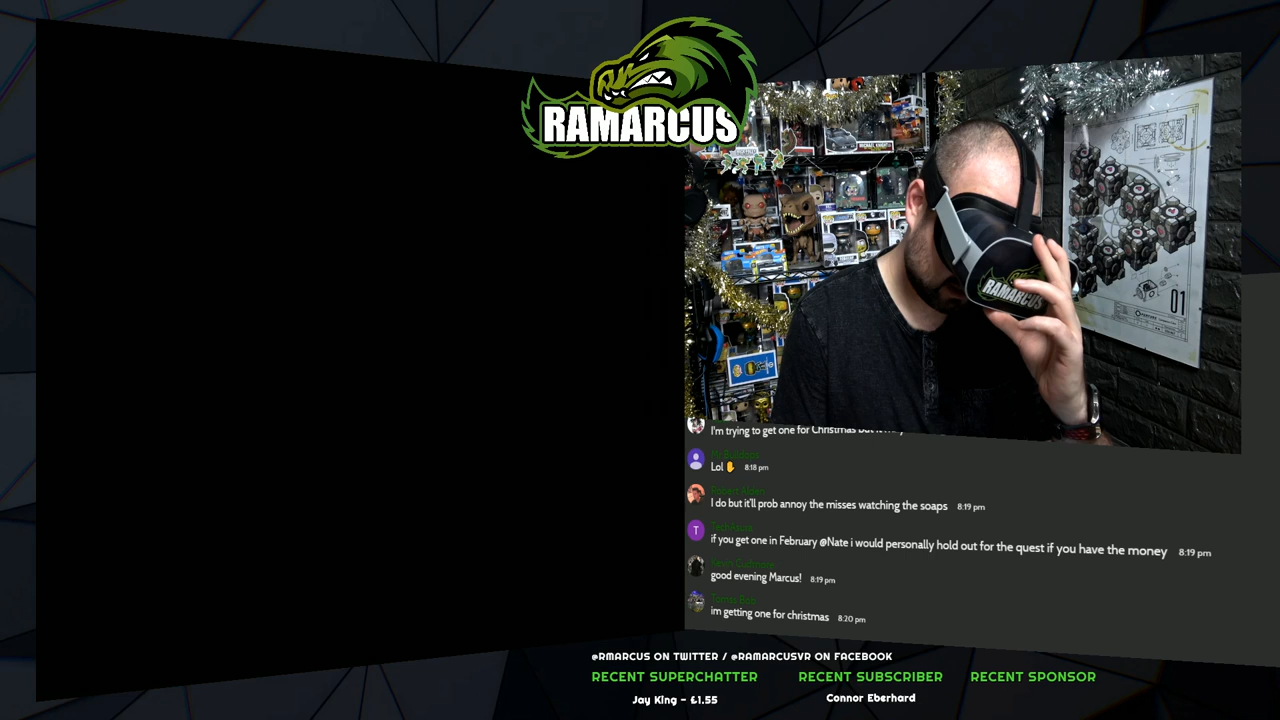 RAMARCUS
MICHAEL KNIGHT
RAMARCUS
01
I'm trying to get one for Christmas but it
Lol ✋ 8:18 pm
I do but it'll prob annoy the misses watching the soaps 8:19 pm
T
if you get one in February @Nate i would personally hold out for the quest if you have the money 8:19 pm
good evening Marcus! 8:19 pm
im getting one for christmas 8:20 pm
@RMARCUS ON TWITTER / @RAMARCUSVR ON FACEBOOK
RECENT SUPERCHATTER RECENT SUBSCRIBER RECENT SPONSOR
Jay King - £1.55 Connor Eberhard